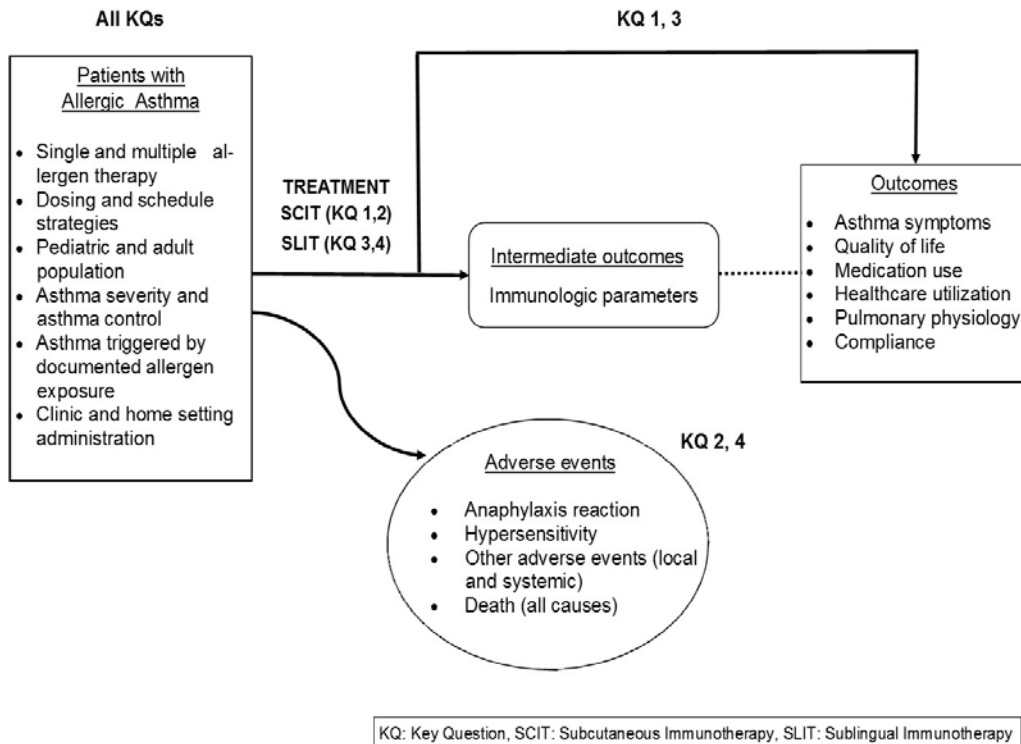 All KQs
KQ 1, 3
Patients with
Allergic Asthma
• Single and multiple al-
lergen therapy
• Dosing and schedule
strategies
• Pediatric and adult
population
• Asthma severity and
asthma control
• Asthma triggered by
documented allergen
exposure
• Clinic and home setting
administration
TREATMENT
SCIT (KQ 1,2)
SLIT (KQ 3,4)
Intermediate outcomes
Immunologic parameters
Outcomes
• Asthma symptoms
• Quality of life
• Medication use
• Healthcare utilization
• Pulmonary physiology
• Compliance
KQ 2, 4
Adverse events
• Anaphylaxis reaction
• Hypersensitivity
• Other adverse events (local
and systemic)
• Death (all causes)
KQ: Key Question, SCIT: Subcutaneous Immunotherapy, SLIT: Sublingual Immunotherapy